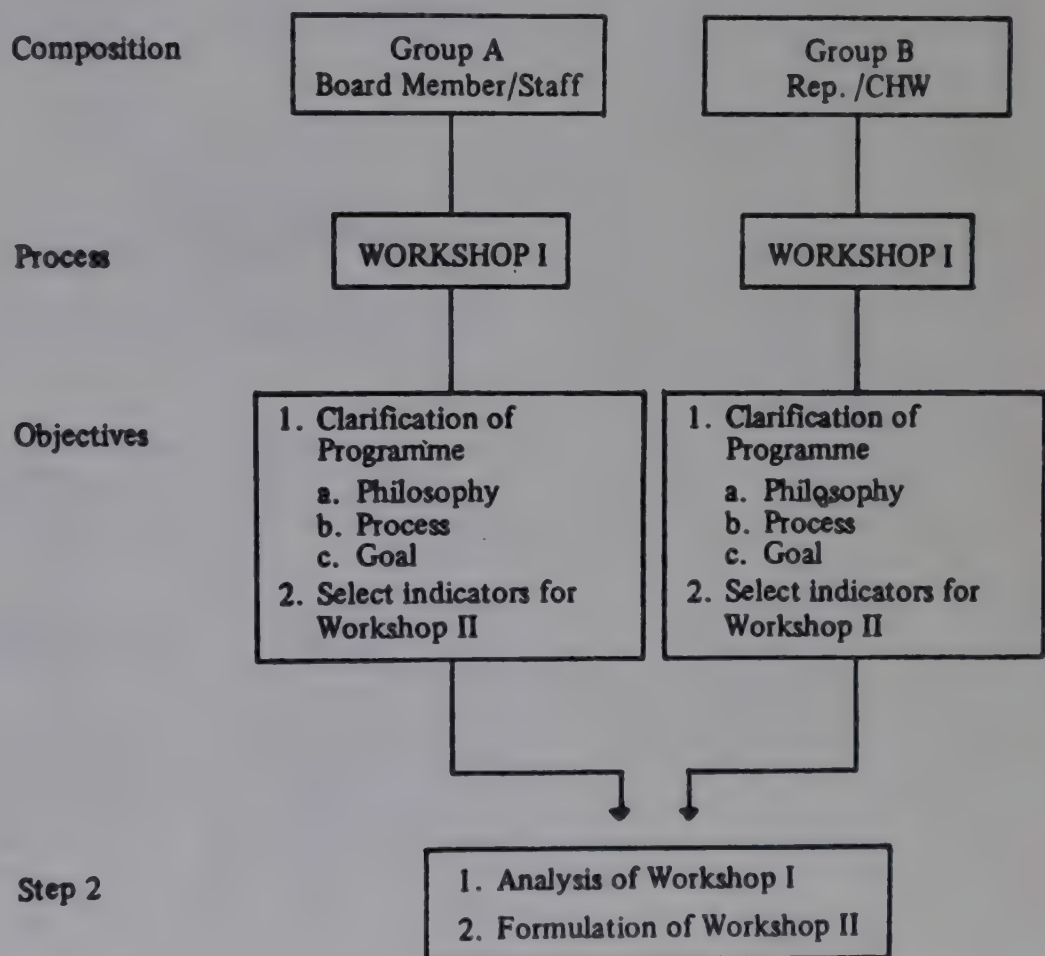 Composition
Group A
Board Member/Staff
Group B
Rep. /CHW
Process
WORKSHOP I
WORKSHOP I
Objectives
1. Clarification of
Programme
a. Philosophy
b. Process
c. Goal
2. Select indicators for
Workshop II
1. Clarification of
Programme
a. Philosophy
b. Process
c. Goal
2. Select indicators for
Workshop II
Step 2
1. Analysis of Workshop I
2. Formulation of Workshop II